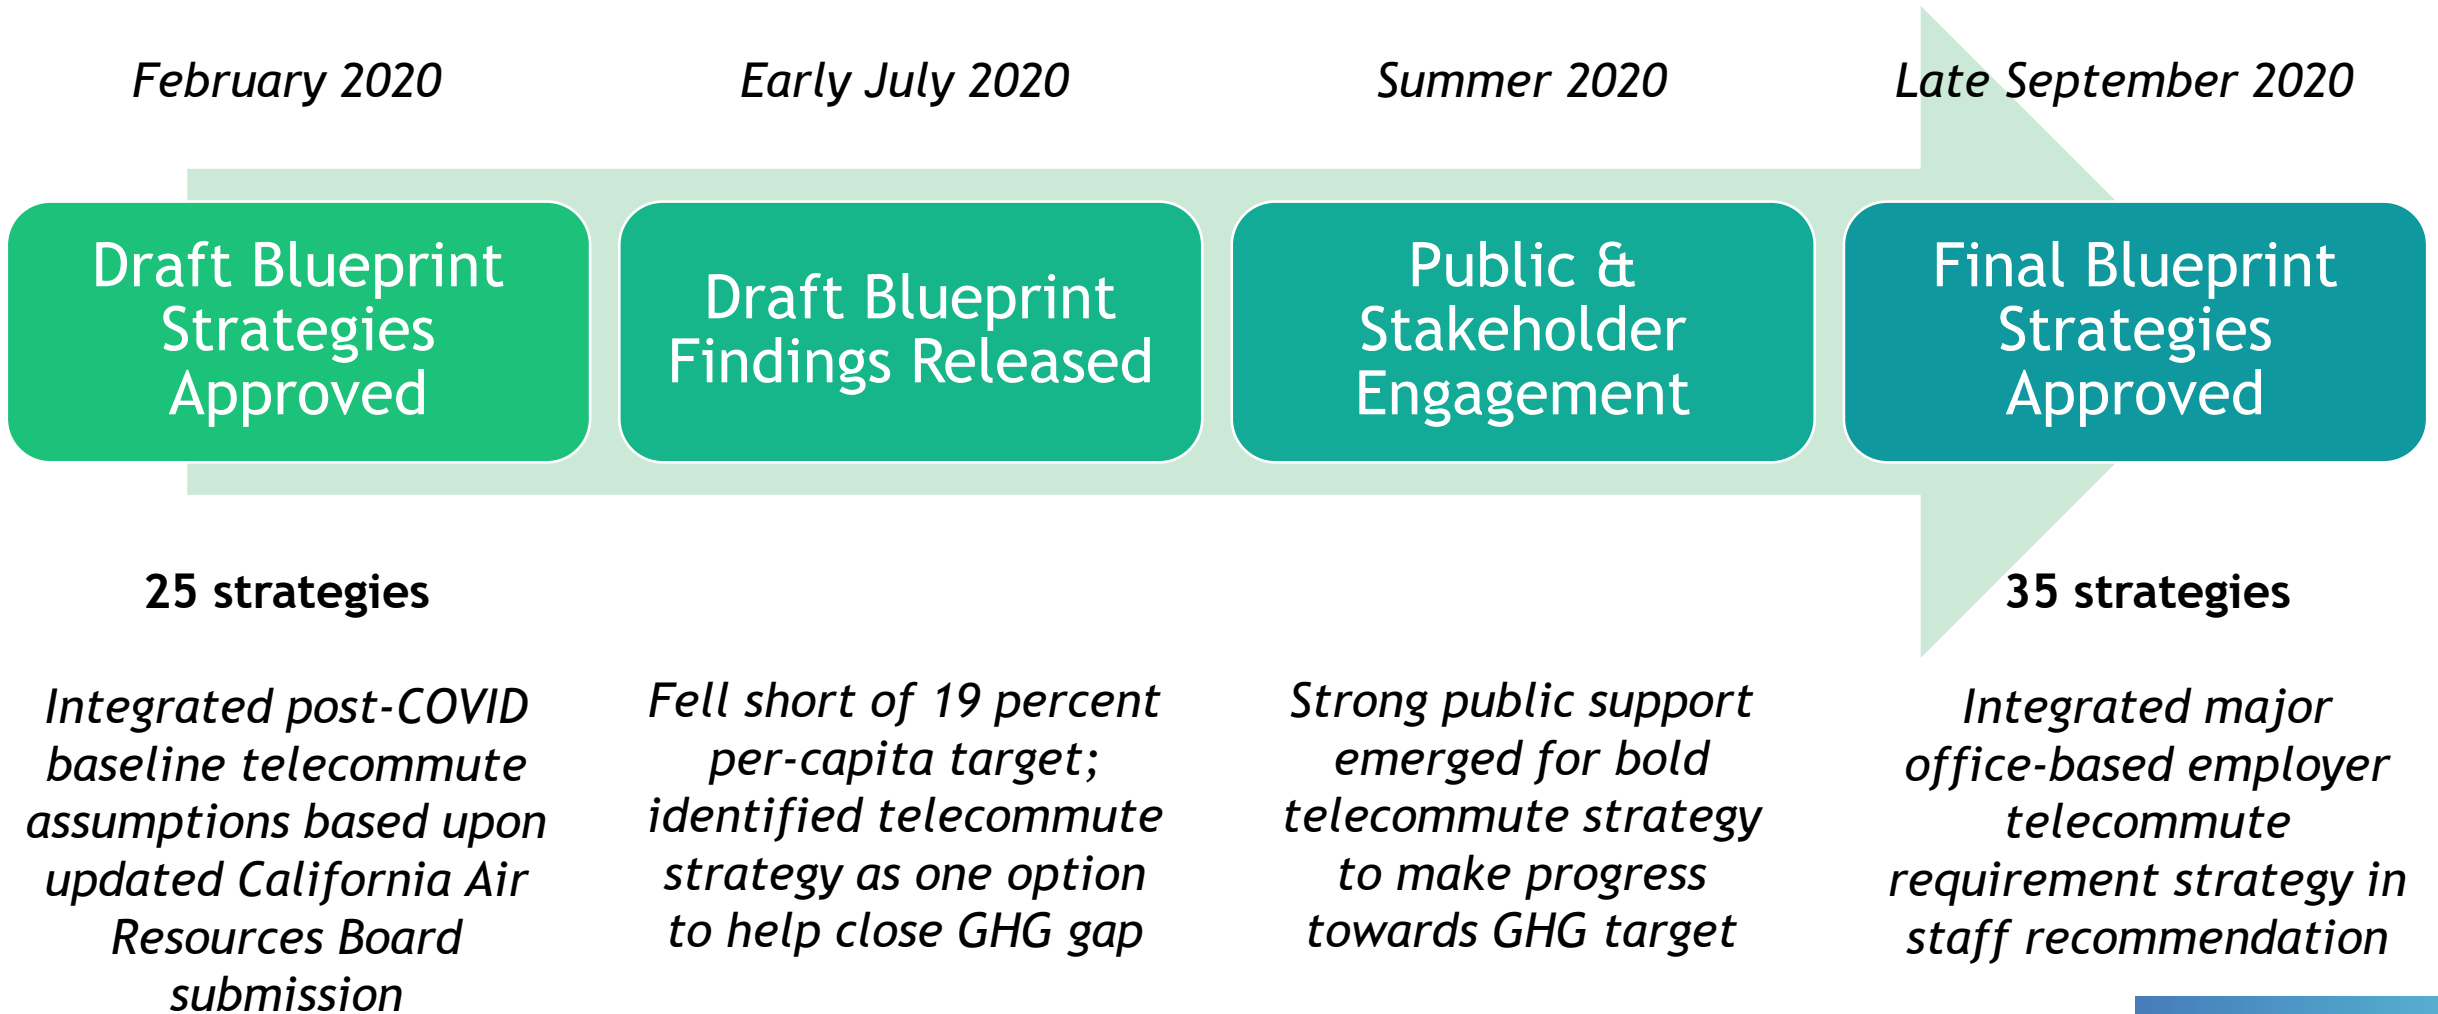 February 2020
Early July 2020
Summer 2020
Late September 2020
Draft Blueprint
Strategies
Approved
Draft Blueprint
Findings Released
Public &
Stakeholder
Engagement
Final Blueprint
Strategies
Approved
25 strategies
Integrated post-COVID
baseline telecommute
assumptions based upon
updated California Air
Resources Board
submission
Fell short of 19 percent
per-capita target;
identified telecommute
strategy as one option
to help close GHG gap
Strong public support
emerged for bold
telecommute strategy
to make progress
towards GHG target
35 strategies
Integrated major
office-based employer
telecommute
requirement strategy in
staff recommendation